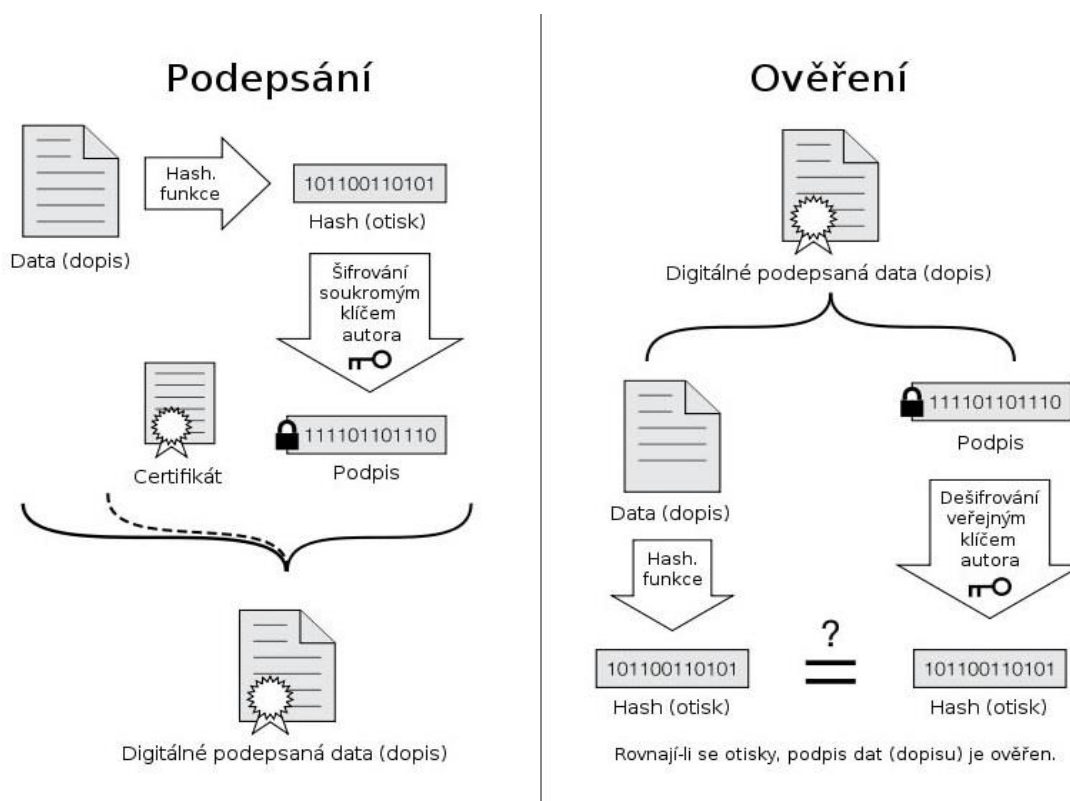 Podepsání
Hash.
funkce
101100110101
Hash (otisk)
Data (dopis)
Šifrování
soukromým
klíčem
autora
Certifikát
111101101110
Podpis
Digitálné podepsaná data (dopis)
Ověření
Digitálné podepsaná data (dopis)
Data (dopis)
111101101110
Podpis
Hash.
funkce
Dešifrování
veřejným
klíčem
autora
101100110101
Hash (otisk)
?
=
101100110101
Hash (otisk)
Rovnají-li se otisky, podpis dat (dopisu) je ověřen.